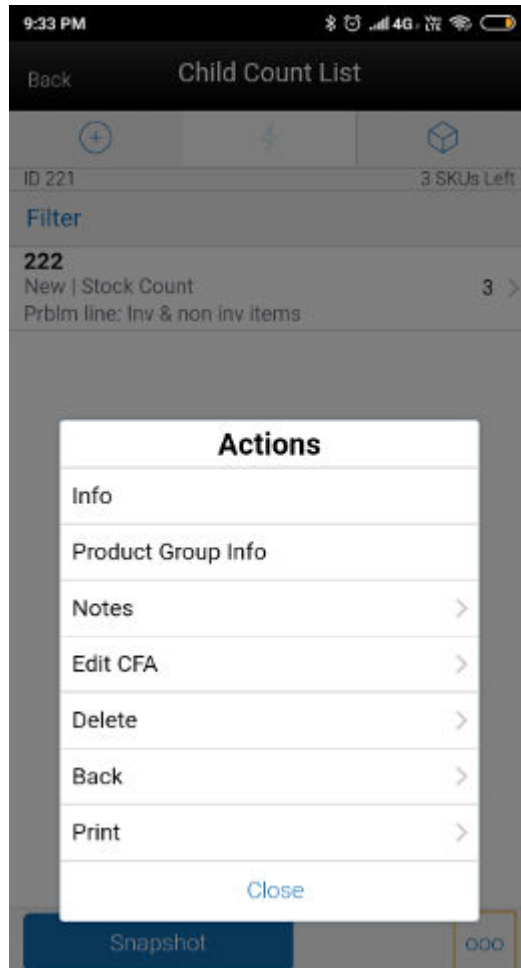 9:33 PM 4G
Back Child Count List
ID 221 3 SKUs Left
Filter
222
New | Stock Count 3
Prblm line: Inv & non inv items
Actions
Info
Product Group Info
Notes
Edit CFA
Delete
Back
Print
Close
Snapshot ooo